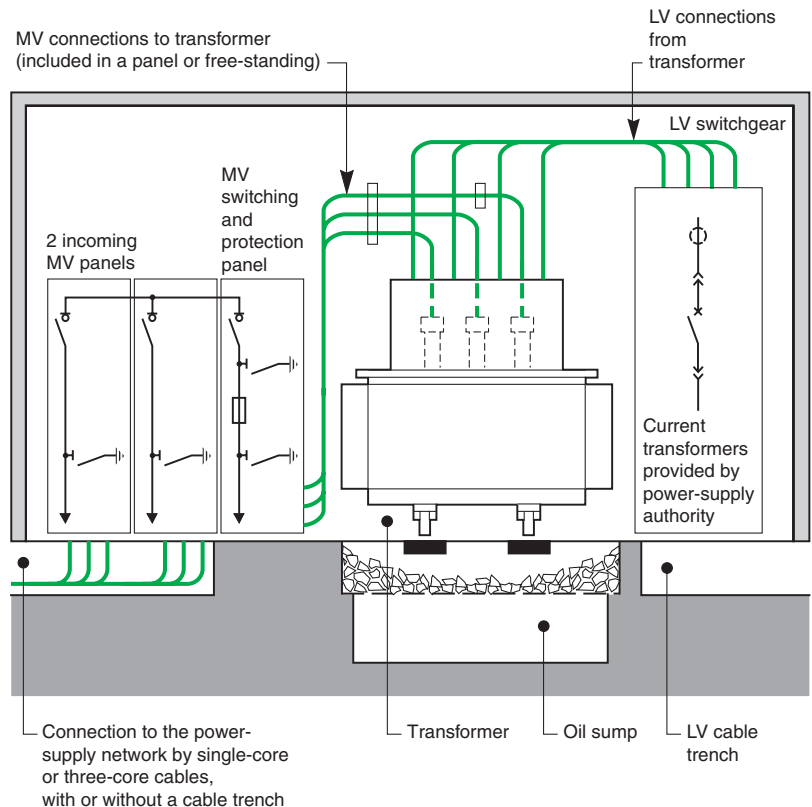 LV connections
from
transformer
MV connections to transformer
(included in a panel or free-standing)
LV switchgear
MV
switching
and
protection
panel
2 incoming
MV panels
Current
transformers
provided by
power-supply
authority
Connection to the power-
supply network by single-core
or three-core cables,
with or without a cable trench
Transformer
Oil sump
LV cable
trench